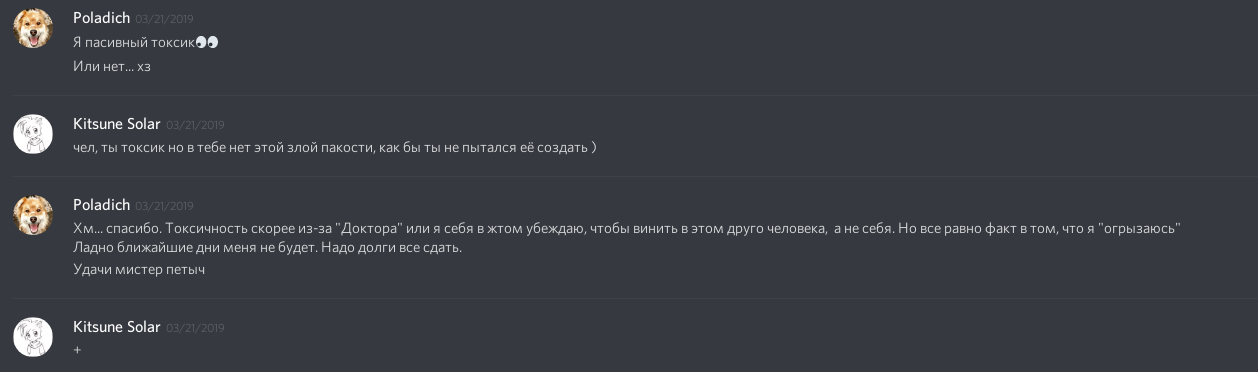 Poladich 03/21/2019
Я пасивный токсик👀
Или нет... хз
Kitsune Solar 03/21/2019
чел, ты токсик но в тебе нет этой злой пакости, как бы ты не пытался её создать )
Poladich 03/21/2019
Хм... спасибо. Токсичность скорее из-за "Доктора" или я себя в жтом убеждаю, чтобы винить в этом друго человека,  а не себя. Но все равно факт в том, что я "огрызаюсь"
Ладно ближайшие дни меня не будет. Надо долги все сдать.
Удачи мистер петыч
Kitsune Solar 03/21/2019
+